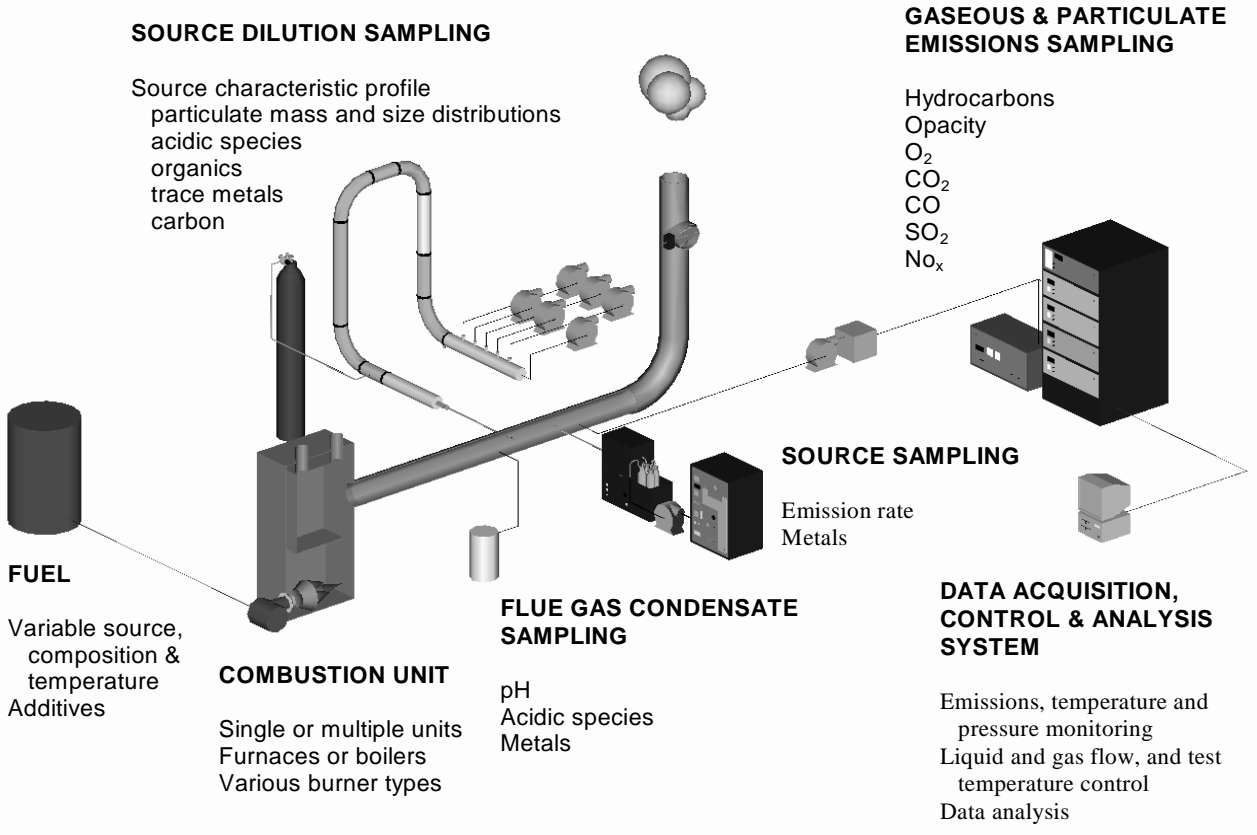 SOURCE DILUTION SAMPLING
Source characteristic profile
particulate mass and size distributions
acidic species
organics
trace metals
carbon
GASEOUS & PARTICULATE
EMISSIONS SAMPLING
Hydrocarbons
Opacity
O₂
CO₂
CO
SO₂
Noₓ
SOURCE SAMPLING
Emission rate
Metals
FUEL
Variable source,
composition &
temperature
Additives
COMBUSTION UNIT
Single or multiple units
Furnaces or boilers
Various burner types
FLUE GAS CONDENSATE
SAMPLING
pH
Acidic species
Metals
DATA ACQUISITION,
CONTROL & ANALYSIS
SYSTEM
Emissions, temperature and
pressure monitoring
Liquid and gas flow, and test
temperature control
Data analysis